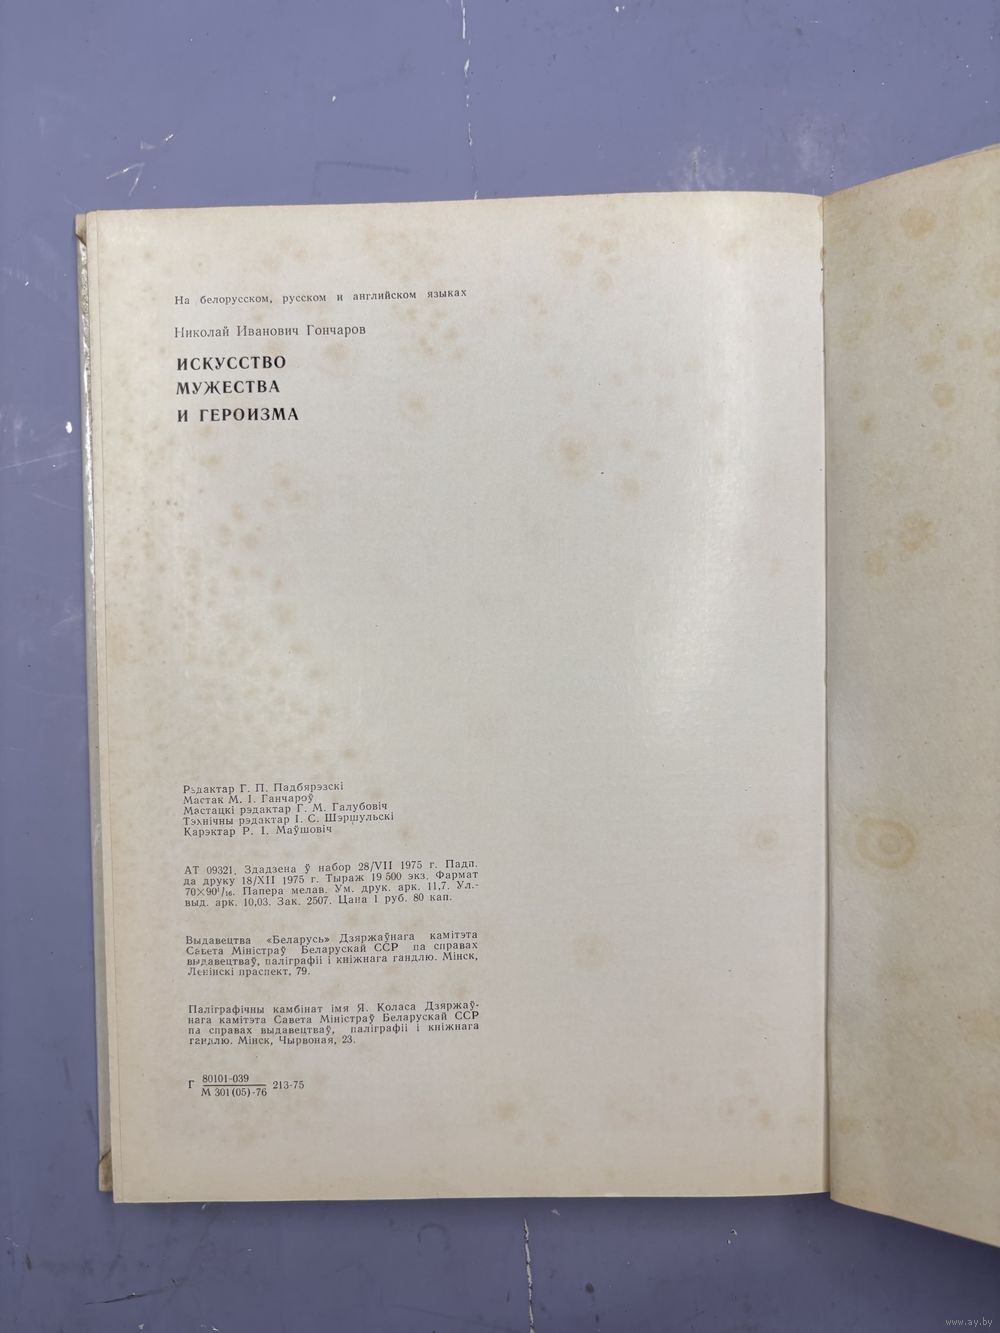 На белорусском, русском и английском языках
Николай Иванович Гончаров
ИСКУССТВО
МУЖЕСТВА
И ГЕРОИЗМА
Рэдактар Г. П. Падбярэзскі
Мастак М. І. Ганчароў
Мастацкі рэдактар Г. М. Галубовіч
Тэхнічны рэдактар І. С. Шэршульскі
Карэктар Р. І. Маўшовіч
АТ 09321. Здадзена ў набор 28/VII 1975 г. Падп.
да друку 18/XII 1975 г. Тыраж 19 500 экз. Фармат
70×90¹/₁₆. Папера мелав. Ум. друк. арк. 11,7. Ул.-
выд. арк. 10,03. Зак. 2507. Цана 1 руб. 80 кап.
Выдавецтва «Беларусь» Дзяржаўнага камітэта
Савета Міністраў Беларускай ССР па справах
выдавецтваў, паліграфіі і кніжнага гандлю. Мінск,
Ленінскі праспект, 79.
Паліграфічны камбінат імя Я. Коласа Дзяржаў-
нага камітэта Савета Міністраў Беларускай ССР
па справах выдавецтваў, паліграфіі і кніжнага
гандлю. Мінск, Чырвоная, 23.
Г 80101-039 213-75
М 301(05)-76
www.ay.by